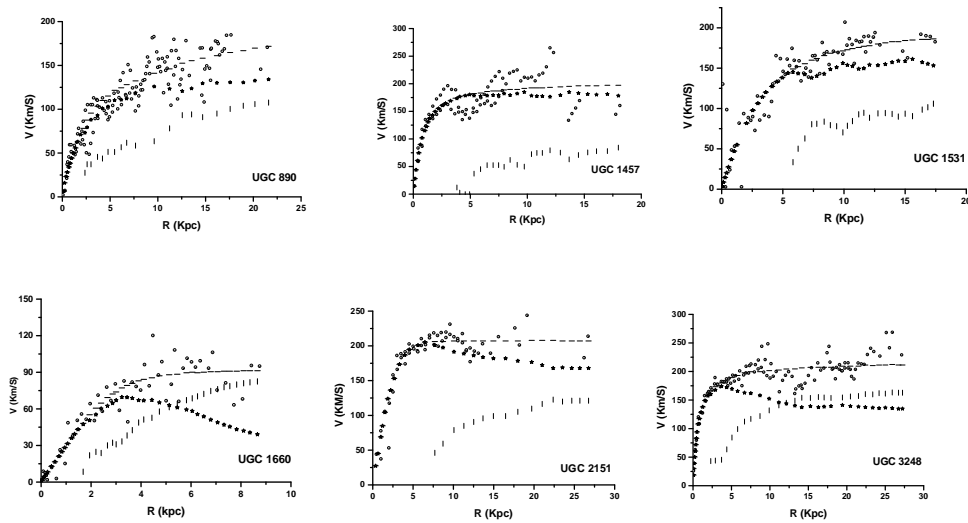 200
150
100
50
0
V (Km/S)
UGC 890
0 5 10 15 20 25
R (Kpc)
300
250
200
150
100
50
0
V (Km/S)
UGC 1457
0 5 10 15 20
R (Kpc)
200
150
100
50
0
V (Km/S)
UGC 1531
0 5 10 15 20
R (Kpc)
150
120
90
60
30
0
V (Km/S)
UGC 1660
0 2 4 6 8 10
R (kpc)
250
200
150
100
50
0
V (KM/S)
UGC 2151
0 5 10 15 20 25 30
R (Kpc)
300
250
200
150
100
50
0
V (Km/S)
UGC 3248
0 5 10 15 20 25 30
R (Kpc)